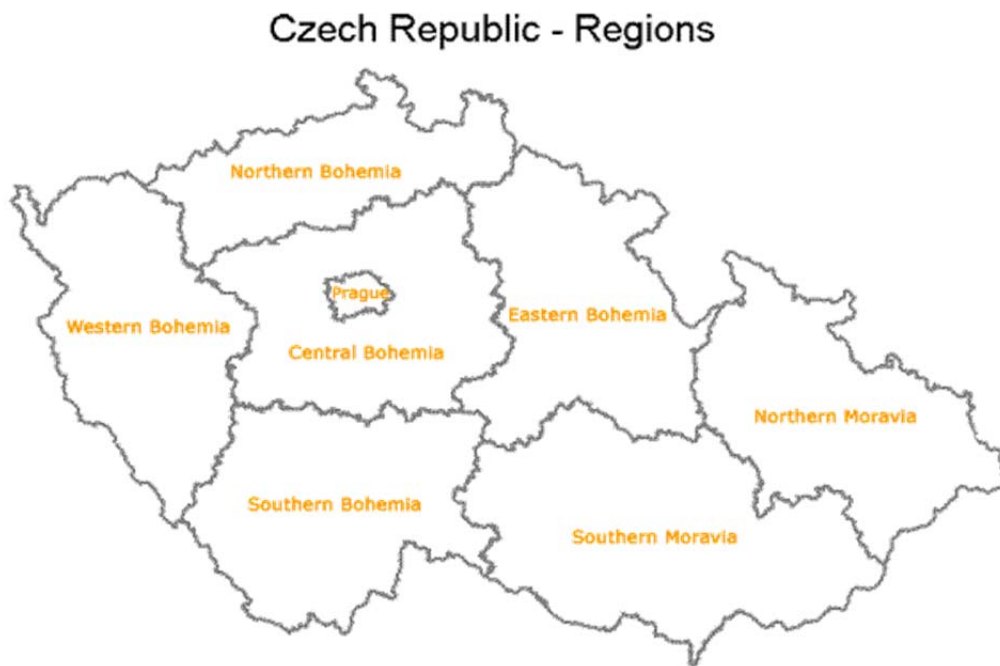 Czech Republic - Regions
Northern Bohemia
Prague
Eastern Bohemia
Western Bohemia
Central Bohemia
Northern Moravia
Southern Bohemia
Southern Moravia